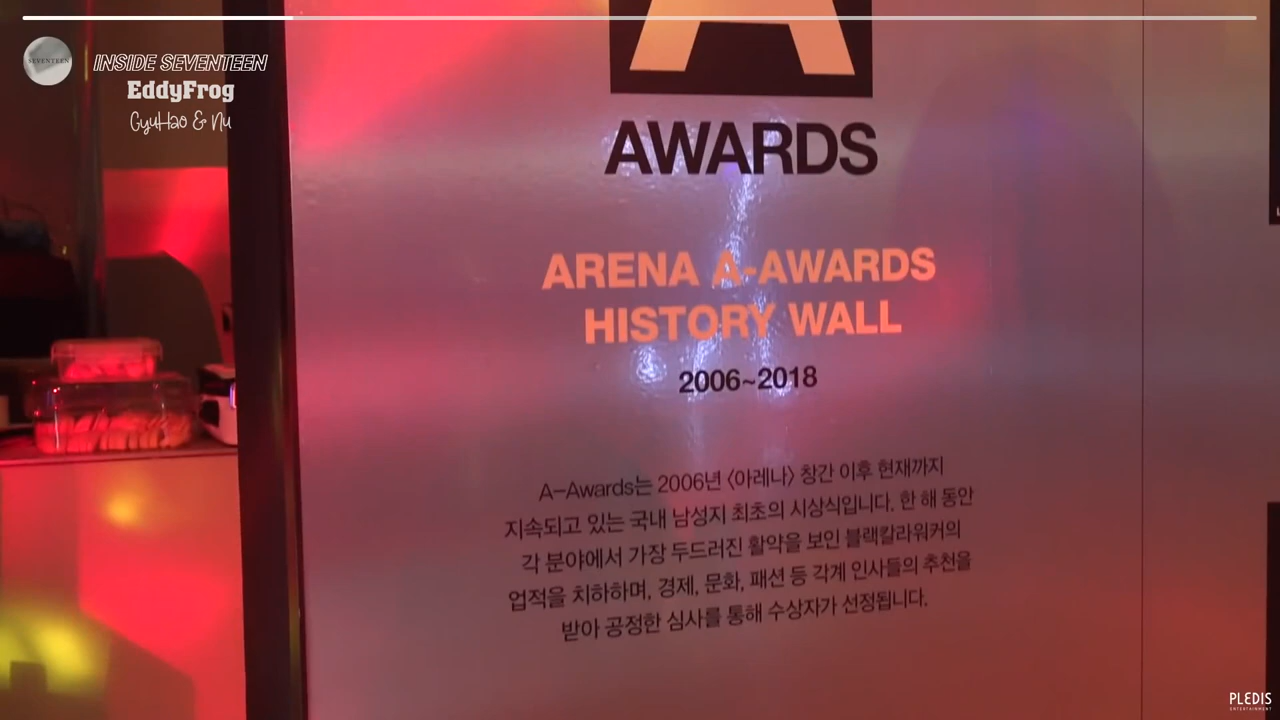 SEVENTEEN
INSIDE SEVENTEEN
EddyFrog
GyuHao & Nu
A
AWARDS
ARENA A-AWARDS
HISTORY WALL
2006~2018
A-Awards는 2006년 〈아레나〉 창간 이후 현재까지
지속되고 있는 국내 남성지 최초의 시상식입니다. 한 해 동안
각 분야에서 가장 두드러진 활약을 보인 블랙칼라워커의
업적을 치하하며, 경제, 문화, 패션 등 각계 인사들의 추천을
받아 공정한 심사를 통해 수상자가 선정됩니다.
PLEDIS
ENTERTAINMENT